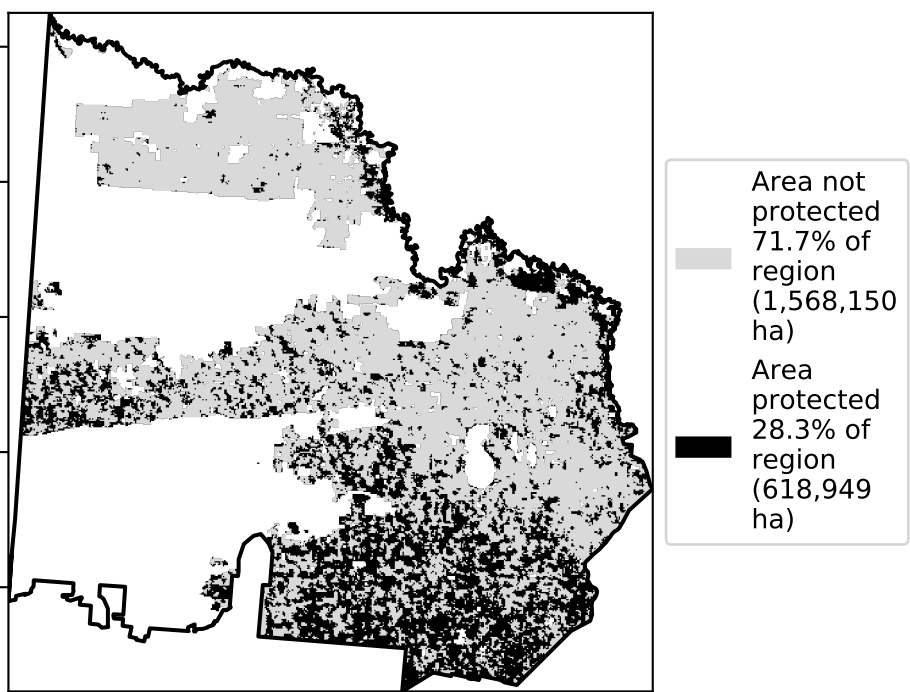 Area not
protected
71.7% of
region
(1,568,150
ha)
Area
protected
28.3% of
region
(618,949
ha)